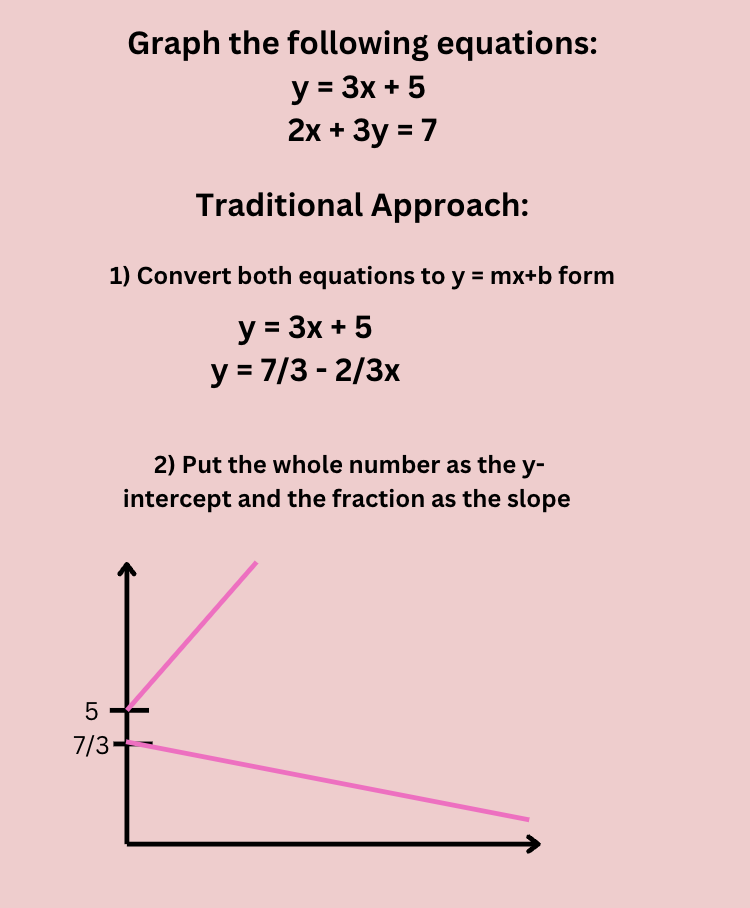 Graph the following equations:
y = 3x + 5
2x + 3y = 7
Traditional Approach:
1) Convert both equations to y = mx+b form
y = 3x + 5
y = 7/3 - 2/3x
2) Put the whole number as the y-
intercept and the fraction as the slope
5
7/3